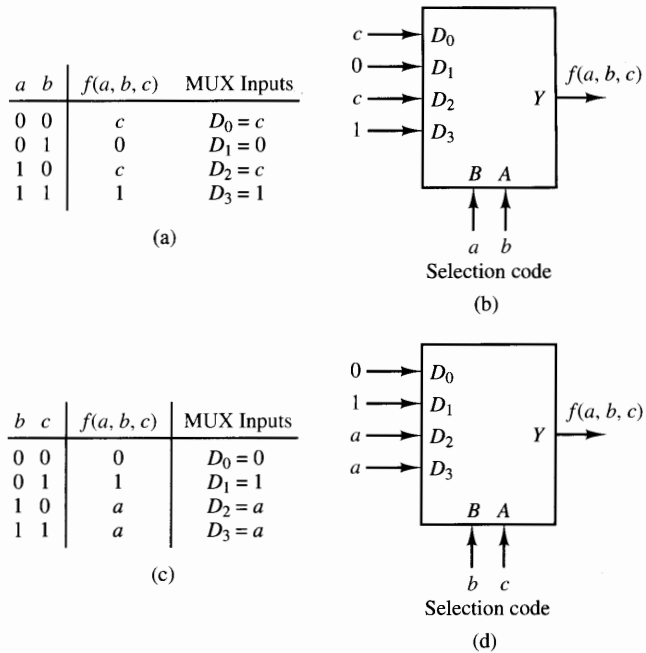 a b f(a, b, c) MUX Inputs
0 0 c D₀ = c
0 1 0 D₁ = 0
1 0 c D₂ = c
1 1 1 D₃ = 1
(a)
c D₀
0 D₁
c D₂
1 D₃
Y f(a, b, c)
B A
a b
Selection code
(b)
b c f(a, b, c) MUX Inputs
0 0 0 D₀ = 0
0 1 1 D₁ = 1
1 0 a D₂ = a
1 1 a D₃ = a
(c)
0 D₀
1 D₁
a D₂
a D₃
Y f(a, b, c)
B A
b c
Selection code
(d)